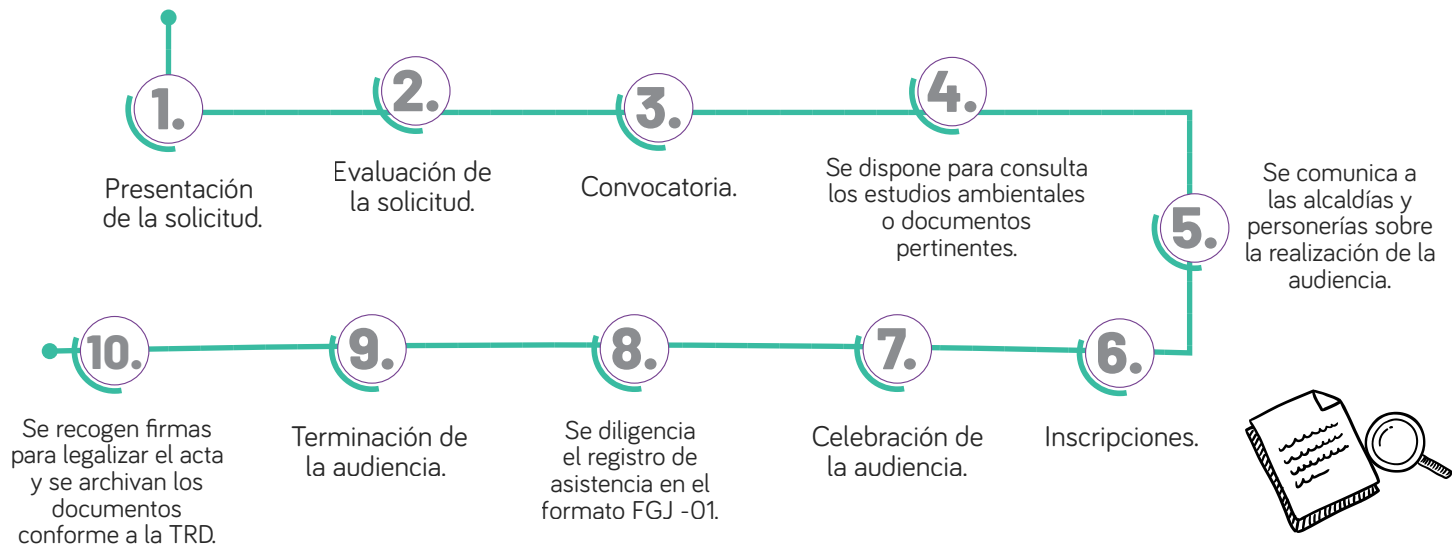 1.
Presentación
de la solicitud.
2.
Evaluación de
la solicitud.
3.
Convocatoria.
4.
Se dispone para consulta
los estudios ambientales
o documentos
pertinentes.
5.
Se comunica a
las alcaldías y
personerías sobre
la realización de la
audiencia.
6.
Inscripciones.
7.
Celebración de
la audiencia.
8.
Se diligencia
el registro de
asistencia en el
formato FGJ -01.
9.
Terminación de
la audiencia.
10.
Se recogen firmas
para legalizar el acta
y se archivan los
documentos
conforme a la TRD.